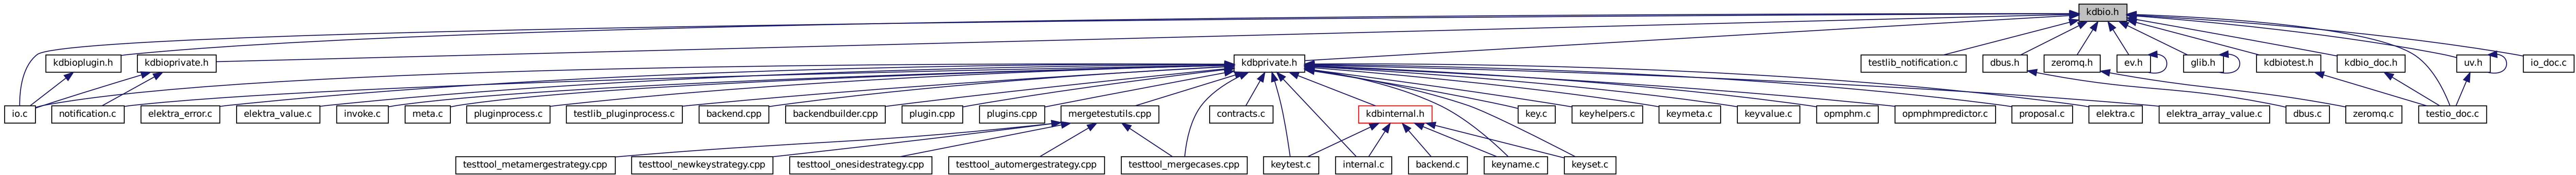 kdbio.h
kdbioplugin.h
kdbioprivate.h
kdbprivate.h
testlib_notification.c
dbus.h
zeromq.h
ev.h
glib.h
kdbiotest.h
kdbio_doc.h
uv.h
io_doc.c
io.c
notification.c
elektra_error.c
elektra_value.c
invoke.c
meta.c
pluginprocess.c
testlib_pluginprocess.c
backend.cpp
backendbuilder.cpp
plugin.cpp
plugins.cpp
mergetestutils.cpp
contracts.c
kdbinternal.h
key.c
keyhelpers.c
keymeta.c
keyvalue.c
opmphm.c
opmphmpredictor.c
proposal.c
elektra.c
elektra_array_value.c
dbus.c
zeromq.c
testio_doc.c
testtool_metamergestrategy.cpp
testtool_newkeystrategy.cpp
testtool_onesidestrategy.cpp
testtool_automergestrategy.cpp
testtool_mergecases.cpp
keytest.c
internal.c
backend.c
keyname.c
keyset.c